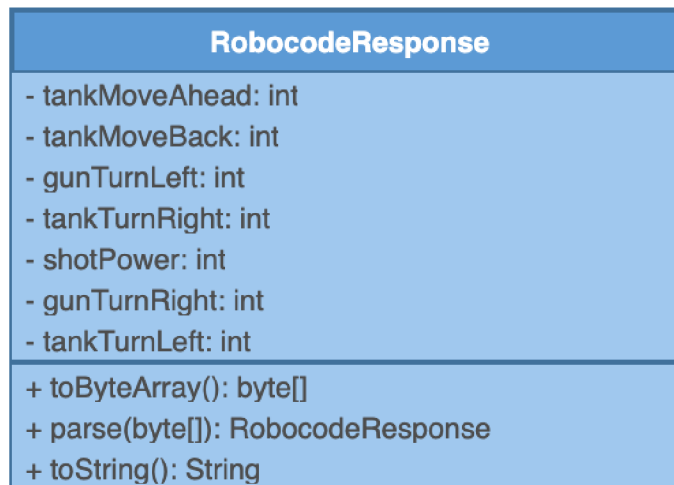 RobocodeResponse
- tankMoveAhead: int
- tankMoveBack: int
- gunTurnLeft: int
- tankTurnRight: int
- shotPower: int
- gunTurnRight: int
- tankTurnLeft: int
+ toByteArray(): byte[]
+ parse(byte[]): RobocodeResponse
+ toString(): String